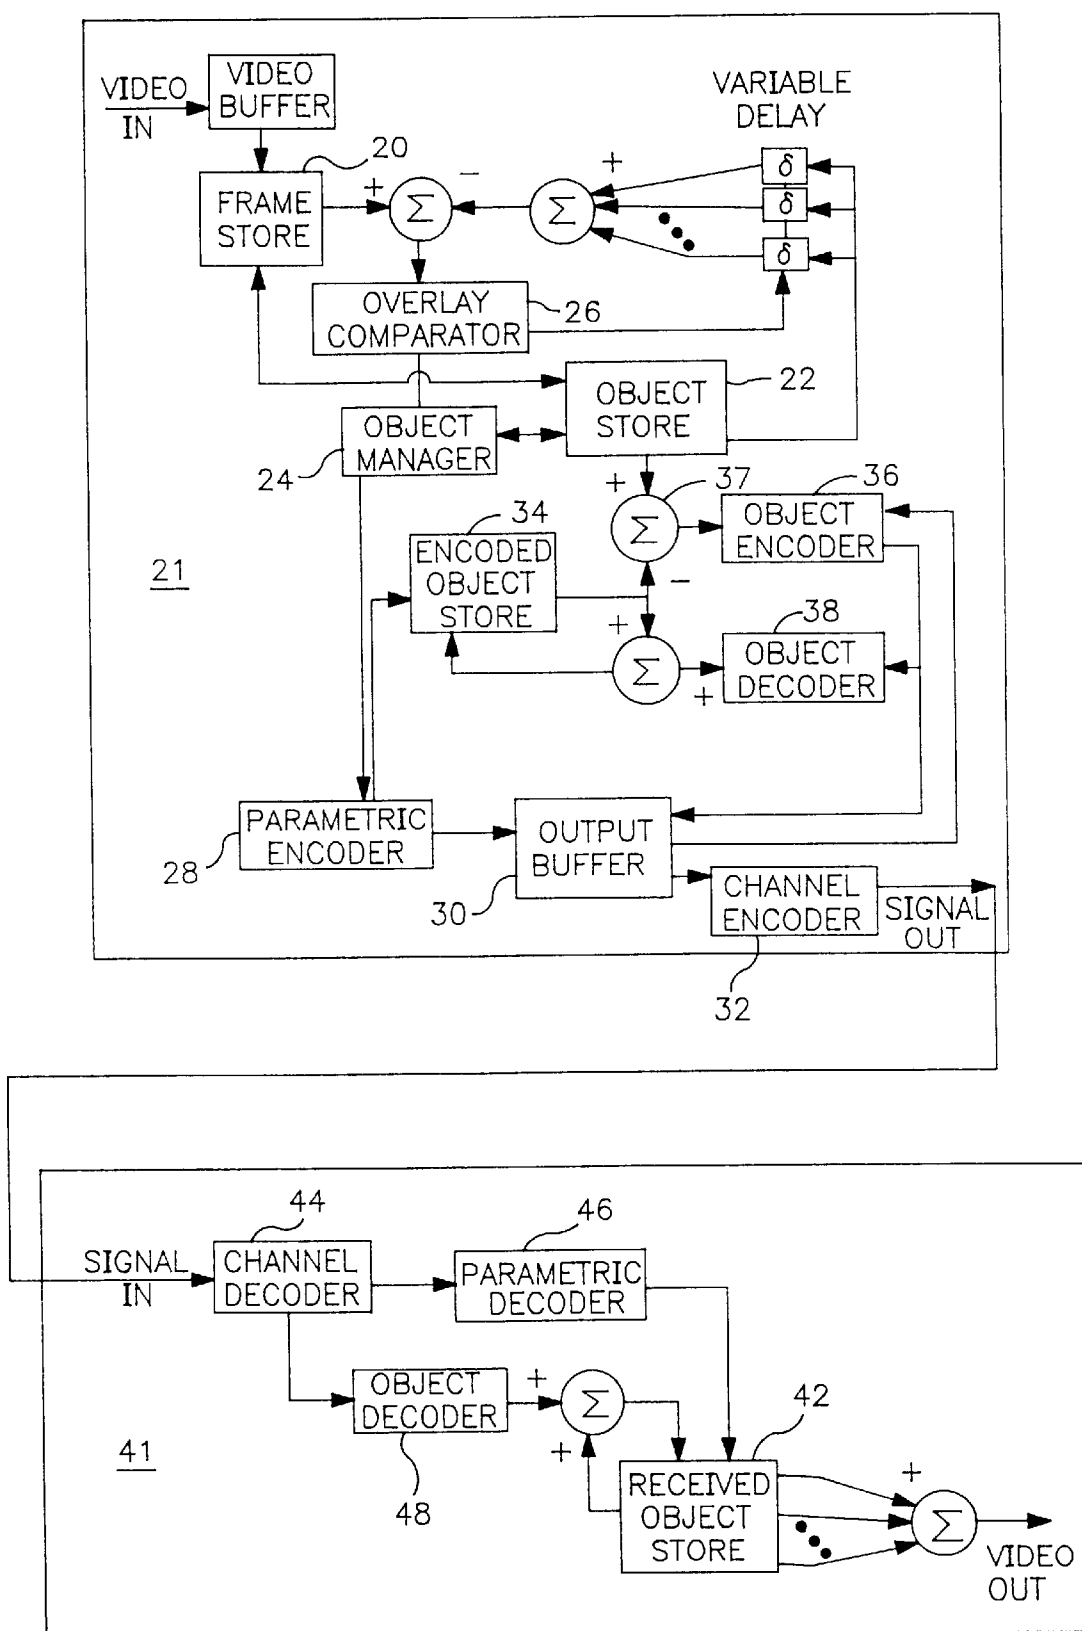 VIDEO
IN
VIDEO
BUFFER
VARIABLE
DELAY
20
FRAME
STORE
+
Σ
−
Σ
+
δ
δ
δ
OVERLAY
COMPARATOR
26
22
OBJECT
STORE
OBJECT
MANAGER
24
+
37
36
Σ
OBJECT
ENCODER
−
34
ENCODED
OBJECT
STORE
21
+
Σ
+
38
OBJECT
DECODER
PARAMETRIC
ENCODER
28
OUTPUT
BUFFER
30
CHANNEL
ENCODER
32
SIGNAL
OUT
44
SIGNAL
IN
CHANNEL
DECODER
46
PARAMETRIC
DECODER
OBJECT
DECODER
48
+
Σ
+
42
RECEIVED
OBJECT
STORE
41
+
Σ
VIDEO
OUT